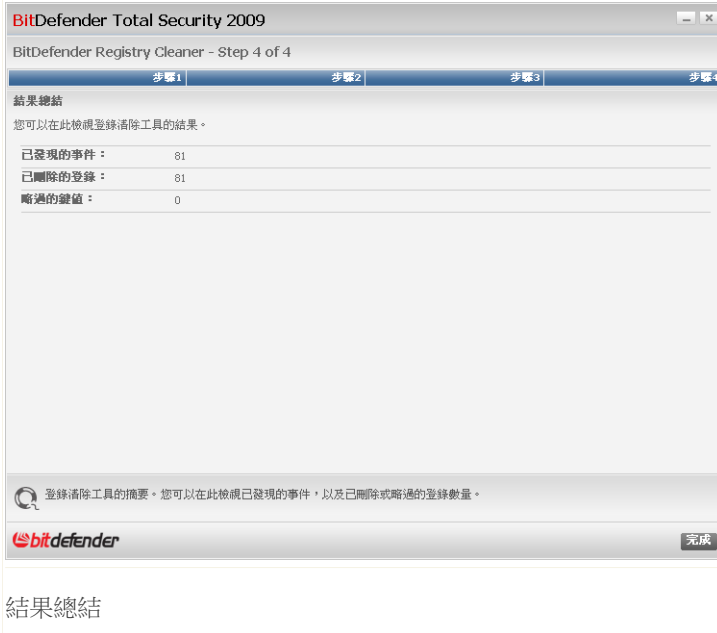 BitDefender Total Security 2009
BitDefender Registry Cleaner - Step 4 of 4
步驟1 步驟2 步驟3 步驟4
結果總結
您可以在此檢視登錄清除工具的結果。
已發現的事件： 81
已刪除的登錄： 81
略過的鍵值： 0
登錄清除工具的摘要。您可以在此檢視已發現的事件，以及已刪除或略過的登錄數量。
bitdefender 完成
結果總結